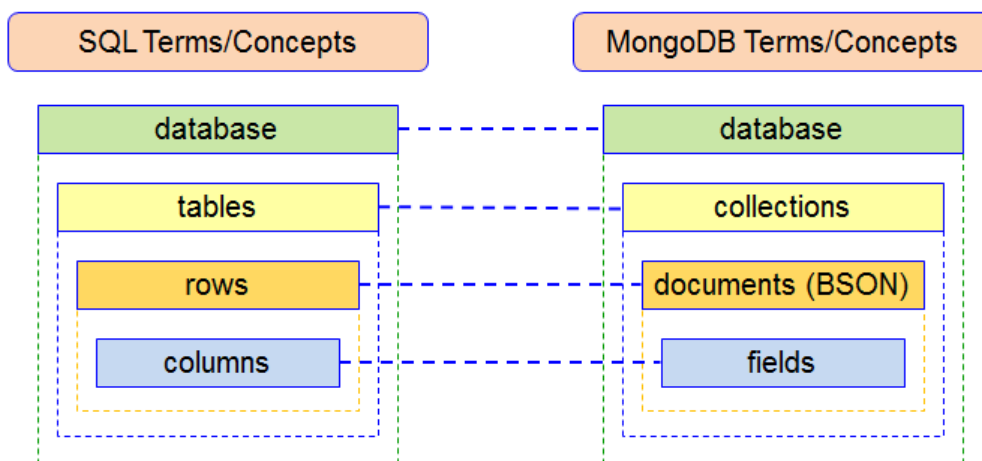 SQL Terms/Concepts
MongoDB Terms/Concepts
database
database
tables
collections
rows
documents (BSON)
columns
fields